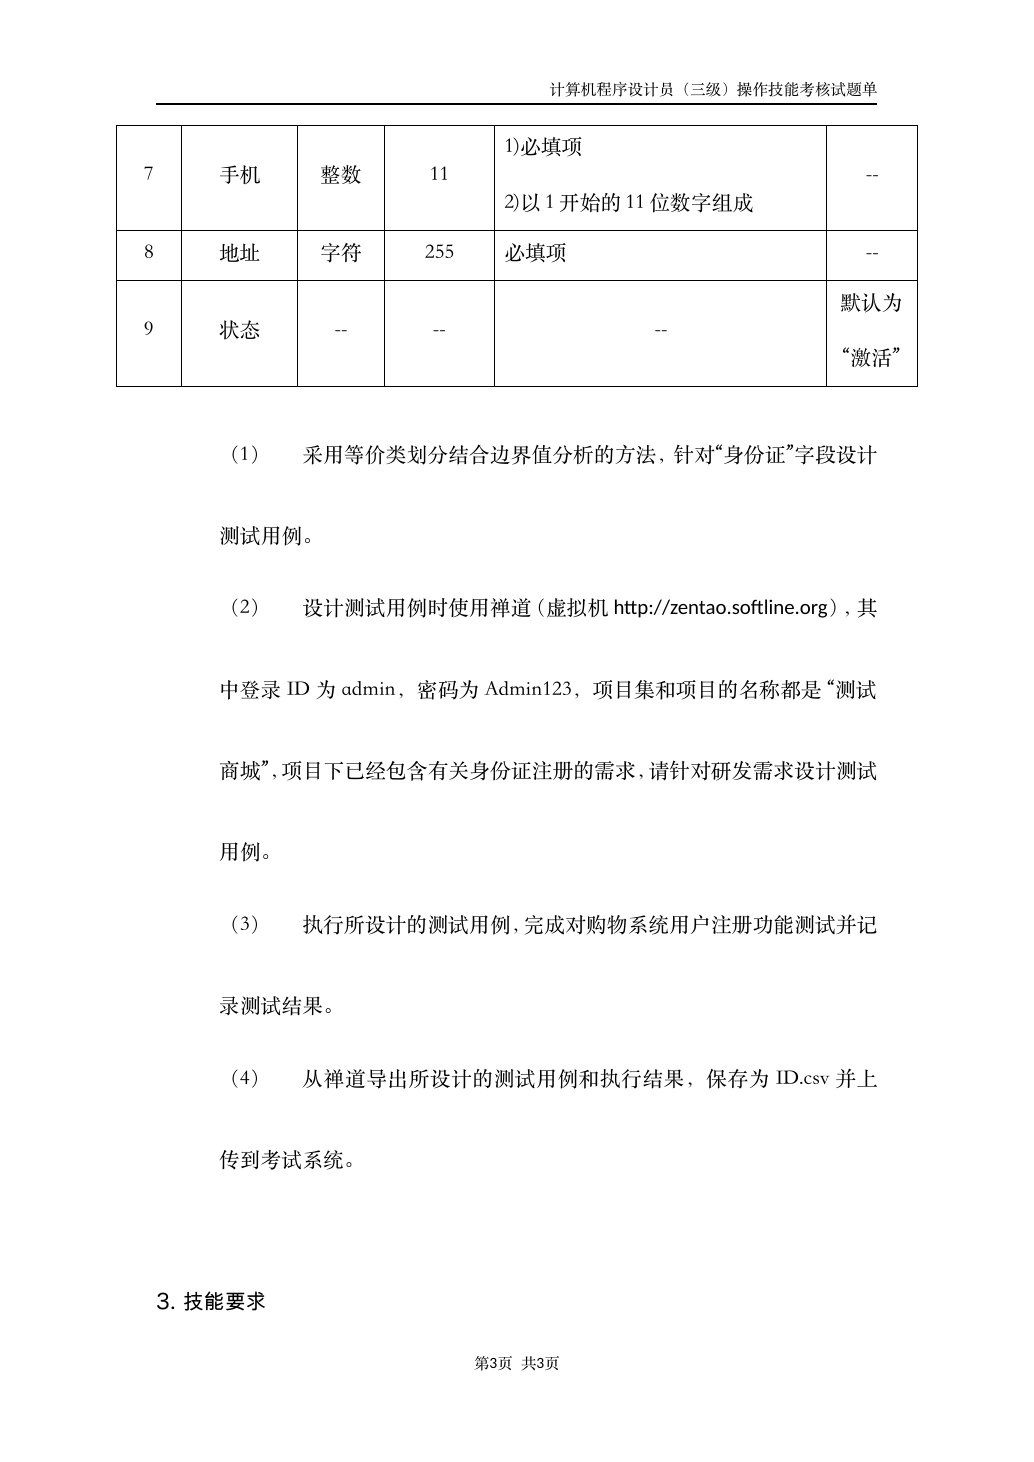 计算机程序设计员（三级）操作技能考核试题单
7 手机 整数 11 1)必填项 --
2)以 1 开始的 11 位数字组成
8 地址 字符 255 必填项 --
9 状态 -- -- -- 默认为
“激活”
（1） 采用等价类划分结合边界值分析的方法，针对“身份证”字段设计
测试用例。
（2） 设计测试用例时使用禅道（虚拟机 http://zentao.softline.org），其
中登录 ID 为 admin，密码为 Admin123，项目集和项目的名称都是 “测试
商城”，项目下已经包含有关身份证注册的需求，请针对研发需求设计测试
用例。
（3） 执行所设计的测试用例，完成对购物系统用户注册功能测试并记
录测试结果。
（4） 从禅道导出所设计的测试用例和执行结果，保存为 ID.csv 并上
传到考试系统。
3. 技能要求
第3页 共3页